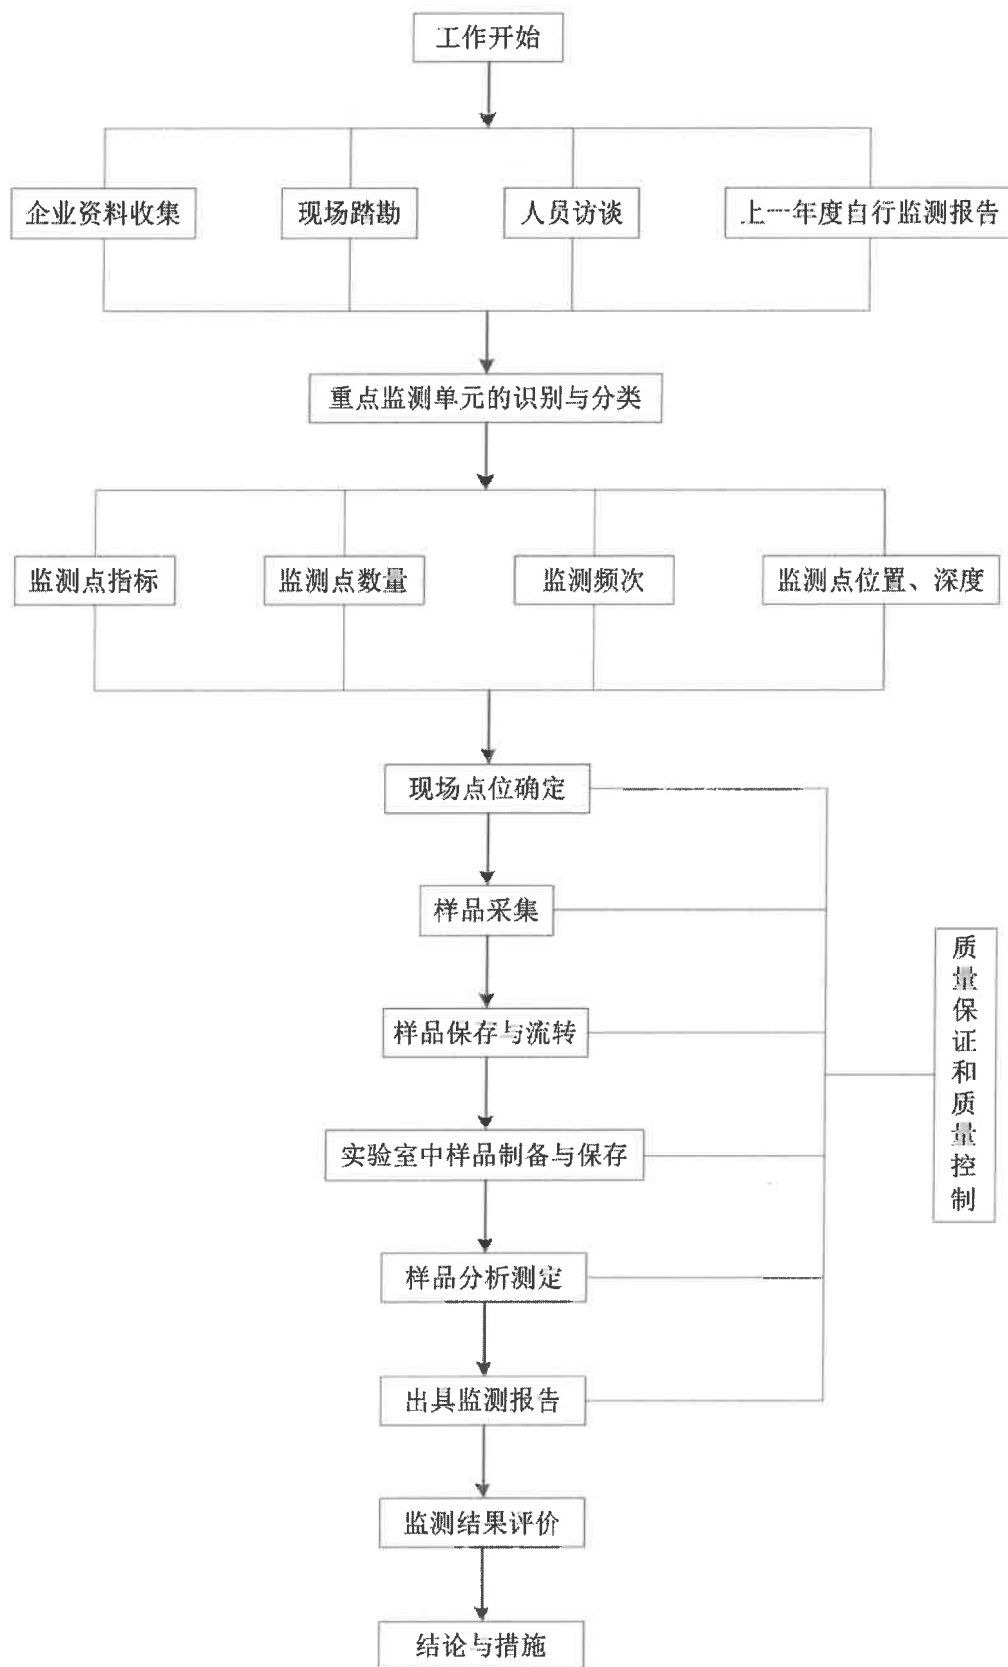 工作开始
企业资料收集
现场踏勘
人员访谈
上一年度自行监测报告
重点监测单元的识别与分类
监测点指标
监测点数量
监测频次
监测点位置、深度
现场点位确定
样品采集
样品保存与流转
实验室中样品制备与保存
样品分析测定
出具监测报告
质量保证和质量控制
监测结果评价
结论与措施